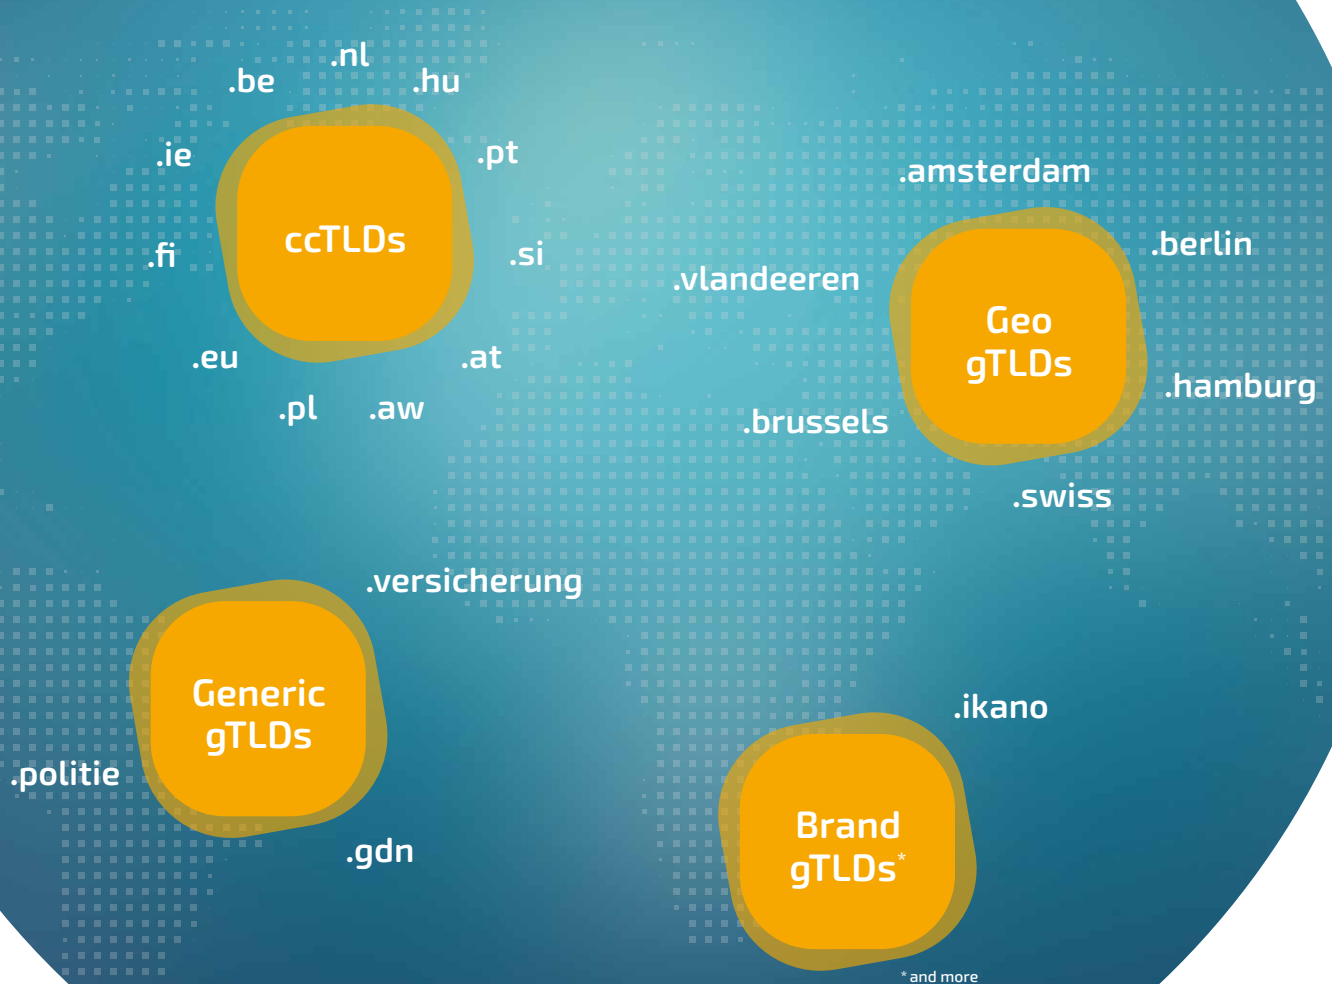 .nl
.be
.hu
.ie
.pt
ccTLDs
.fi
.si
.eu
.at
.pl
.aw
.amsterdam
.berlin
.vlandeeren
Geo
gTLDs
.hamburg
.brussels
.swiss
.versicherung
Generic
gTLDs
.politie
.gdn
.ikano
Brand
gTLDs*
* and more